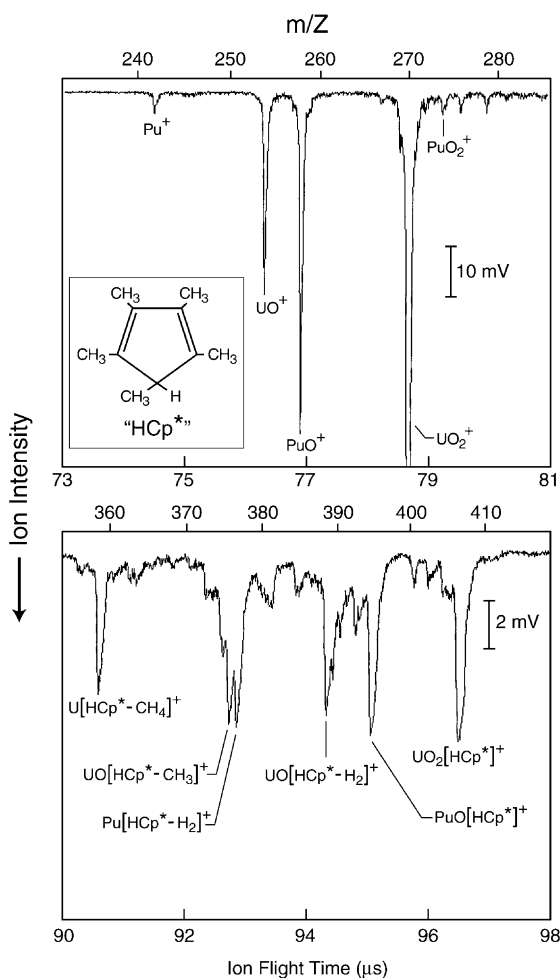 m/Z
240 250 260 270 280
Pu+
PuO2+
10 mV
UO+
CH3 CH3
CH3 CH3
CH3 H
"HCp*"
PuO+
UO2+
73 75 77 79 81
Ion Intensity
360 370 380 390 400 410
2 mV
U[HCp*-CH4]+
UO[HCp*-CH3]+
UO[HCp*-H2]+
UO2[HCp*]+
Pu[HCp*-H2]+
PuO[HCp*]+
90 92 94 96 98
Ion Flight Time (μs)